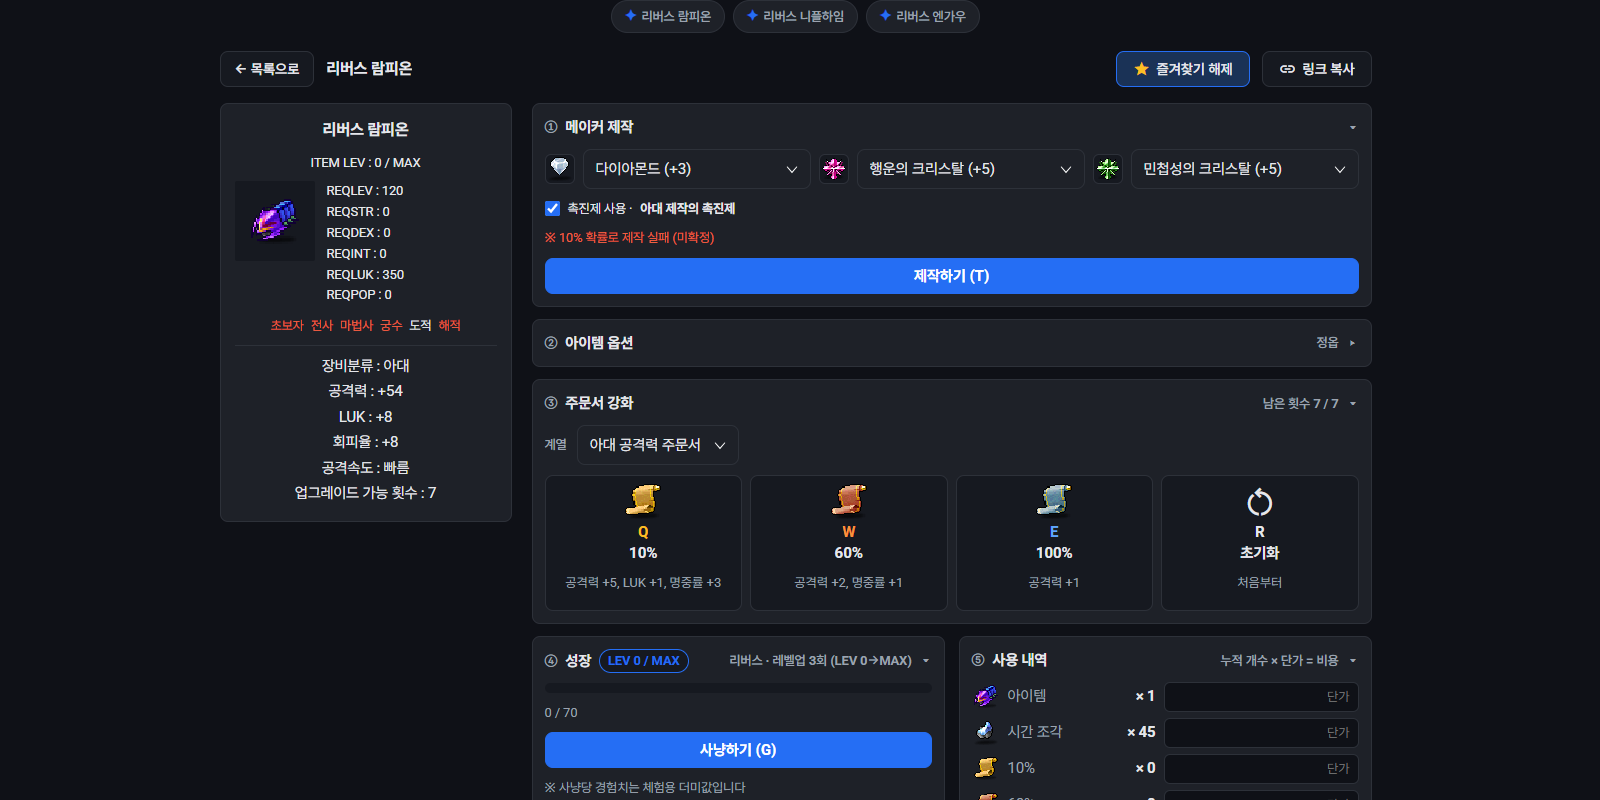 리버스 람피온
리버스 니플하임
리버스 엔가우
← 목록으로
리버스 람피온
즐겨찾기 해제
링크 복사
리버스 람피온
ITEM LEV : 0 / MAX
REQLEV : 120
REQSTR : 0
REQDEX : 0
REQINT : 0
REQLUK : 350
REQPOP : 0
초보자 전사 마법사 궁수 도적 해적
장비분류 : 아대
공격력 : +54
LUK : +8
회피율 : +8
공격속도 : 빠름
업그레이드 가능 횟수 : 7
① 메이커 제작
다이아몬드 (+3)
행운의 크리스탈 (+5)
민첩성의 크리스탈 (+5)
촉진제 사용 · 아대 제작의 촉진제
※ 10% 확률로 제작 실패 (미확정)
제작하기 (T)
② 아이템 옵션
정옵
③ 주문서 강화
남은 횟수 7 / 7
계열
아대 공격력 주문서
Q
10%
공격력 +5, LUK +1, 명중률 +3
W
60%
공격력 +2, 명중률 +1
E
100%
공격력 +1
R
초기화
처음부터
④ 성장 LEV 0 / MAX
리버스 · 레벨업 3회 (LEV 0→MAX)
0 / 70
사냥하기 (G)
※ 사냥당 경험치는 체험용 더미값입니다
⑤ 사용 내역
누적 개수 × 단가 = 비용
아이템 × 1 단가
시간 조각 × 45 단가
10% × 0 단가